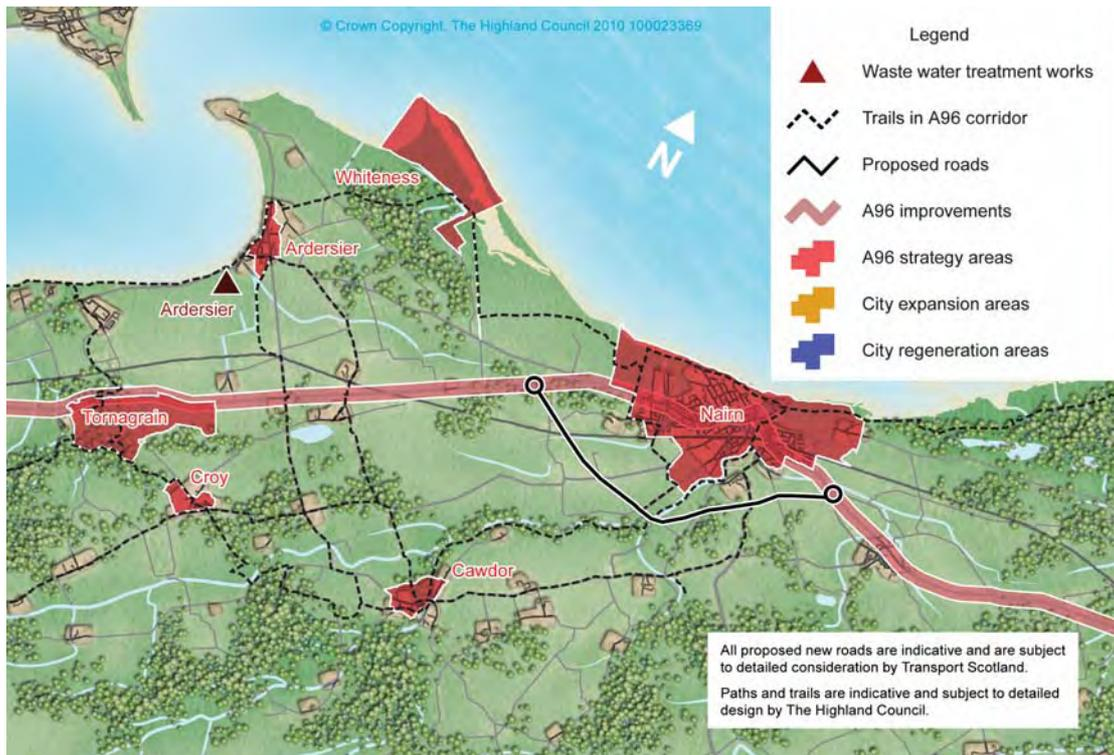 © Crown Copyright. The Highland Council 2010 100023369
Legend
Waste water treatment works
Trails in A96 corridor
Proposed roads
A96 improvements
A96 strategy areas
City expansion areas
City regeneration areas
N
Whiteness
Ardersier
Ardersier
Tornagrain
Nairn
Croy
Cawdor
All proposed new roads are indicative and are subject
to detailed consideration by Transport Scotland.
Paths and trails are indicative and subject to detailed
design by The Highland Council.